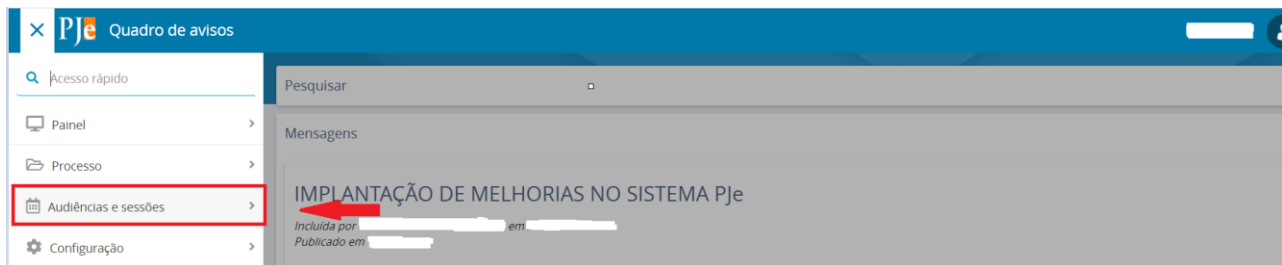 PJe Quadro de avisos
Acesso rápido
Painel
Processo
Audiências e sessões
Configuração
Pesquisar
Mensagens
IMPLANTAÇÃO DE MELHORIAS NO SISTEMA PJe
Incluída por em
Publicado em